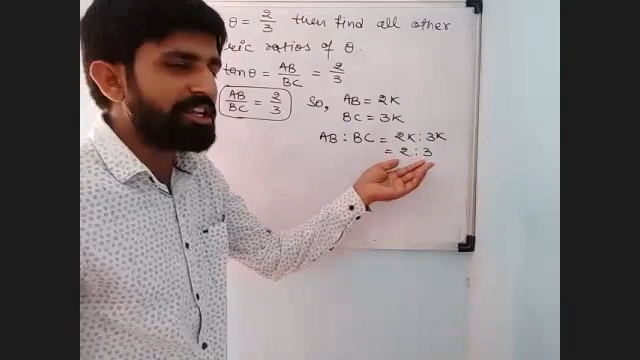 θ = 2/3 then find all other
ric ratios of θ.
tanθ = AB/BC = 2/3
AB/BC = 2/3 So, AB = 2K
BC = 3K
AB : BC = 2K : 3K
= 2 : 3